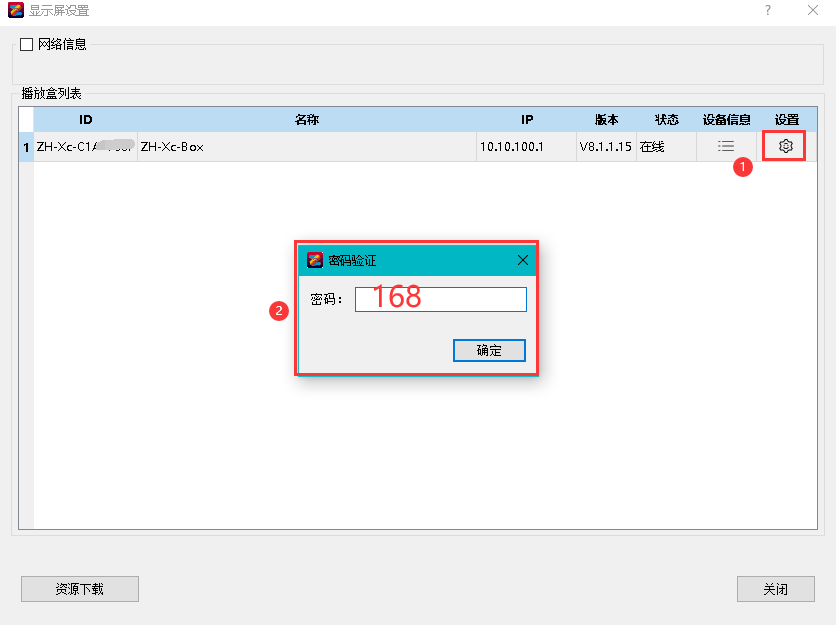 显示屏设置
?
网络信息
播放盒列表
ID 名称 IP 版本 状态 设备信息 设置
1 ZH-Xc-C1 ZH-Xc-Box 10.10.100.1 V8.1.1.15 在线
1
密码验证
2
密码： 168
确定
资源下载 关闭